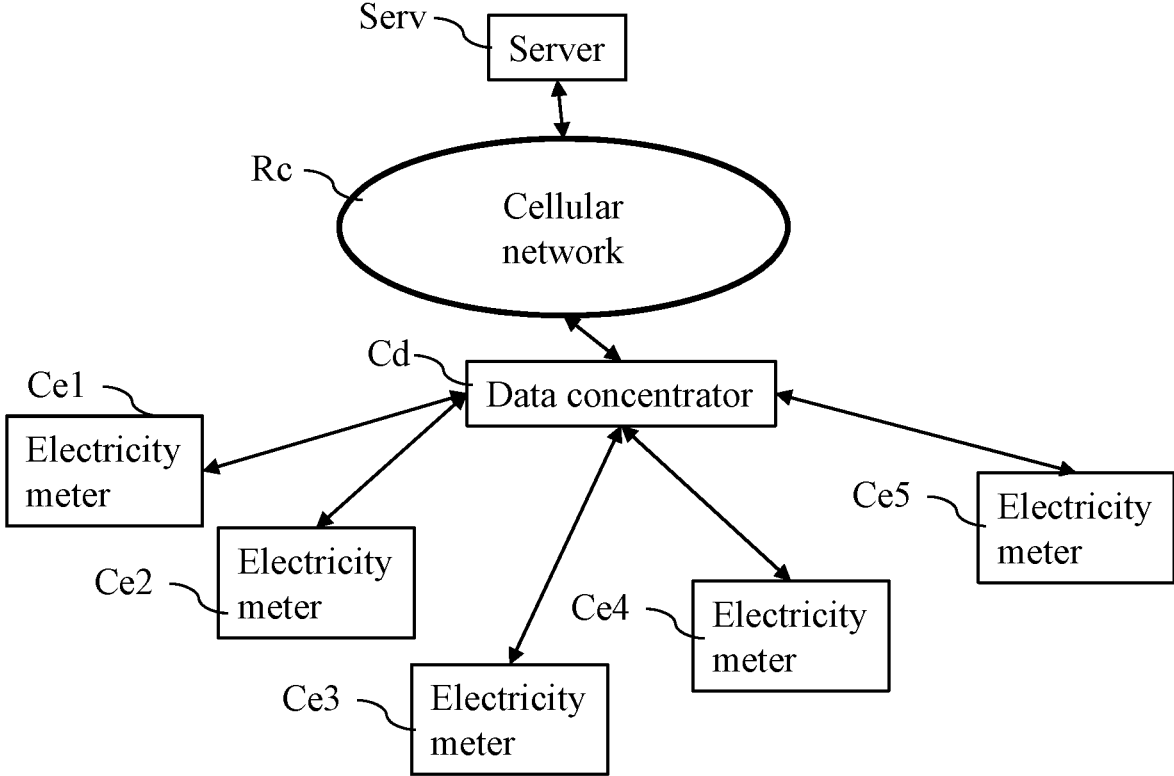 Serv
Server
Rc
Cellular
network
Cd
Data concentrator
Ce1
Electricity
meter
Ce5
Electricity
meter
Ce2
Electricity
meter
Ce4
Electricity
meter
Ce3
Electricity
meter